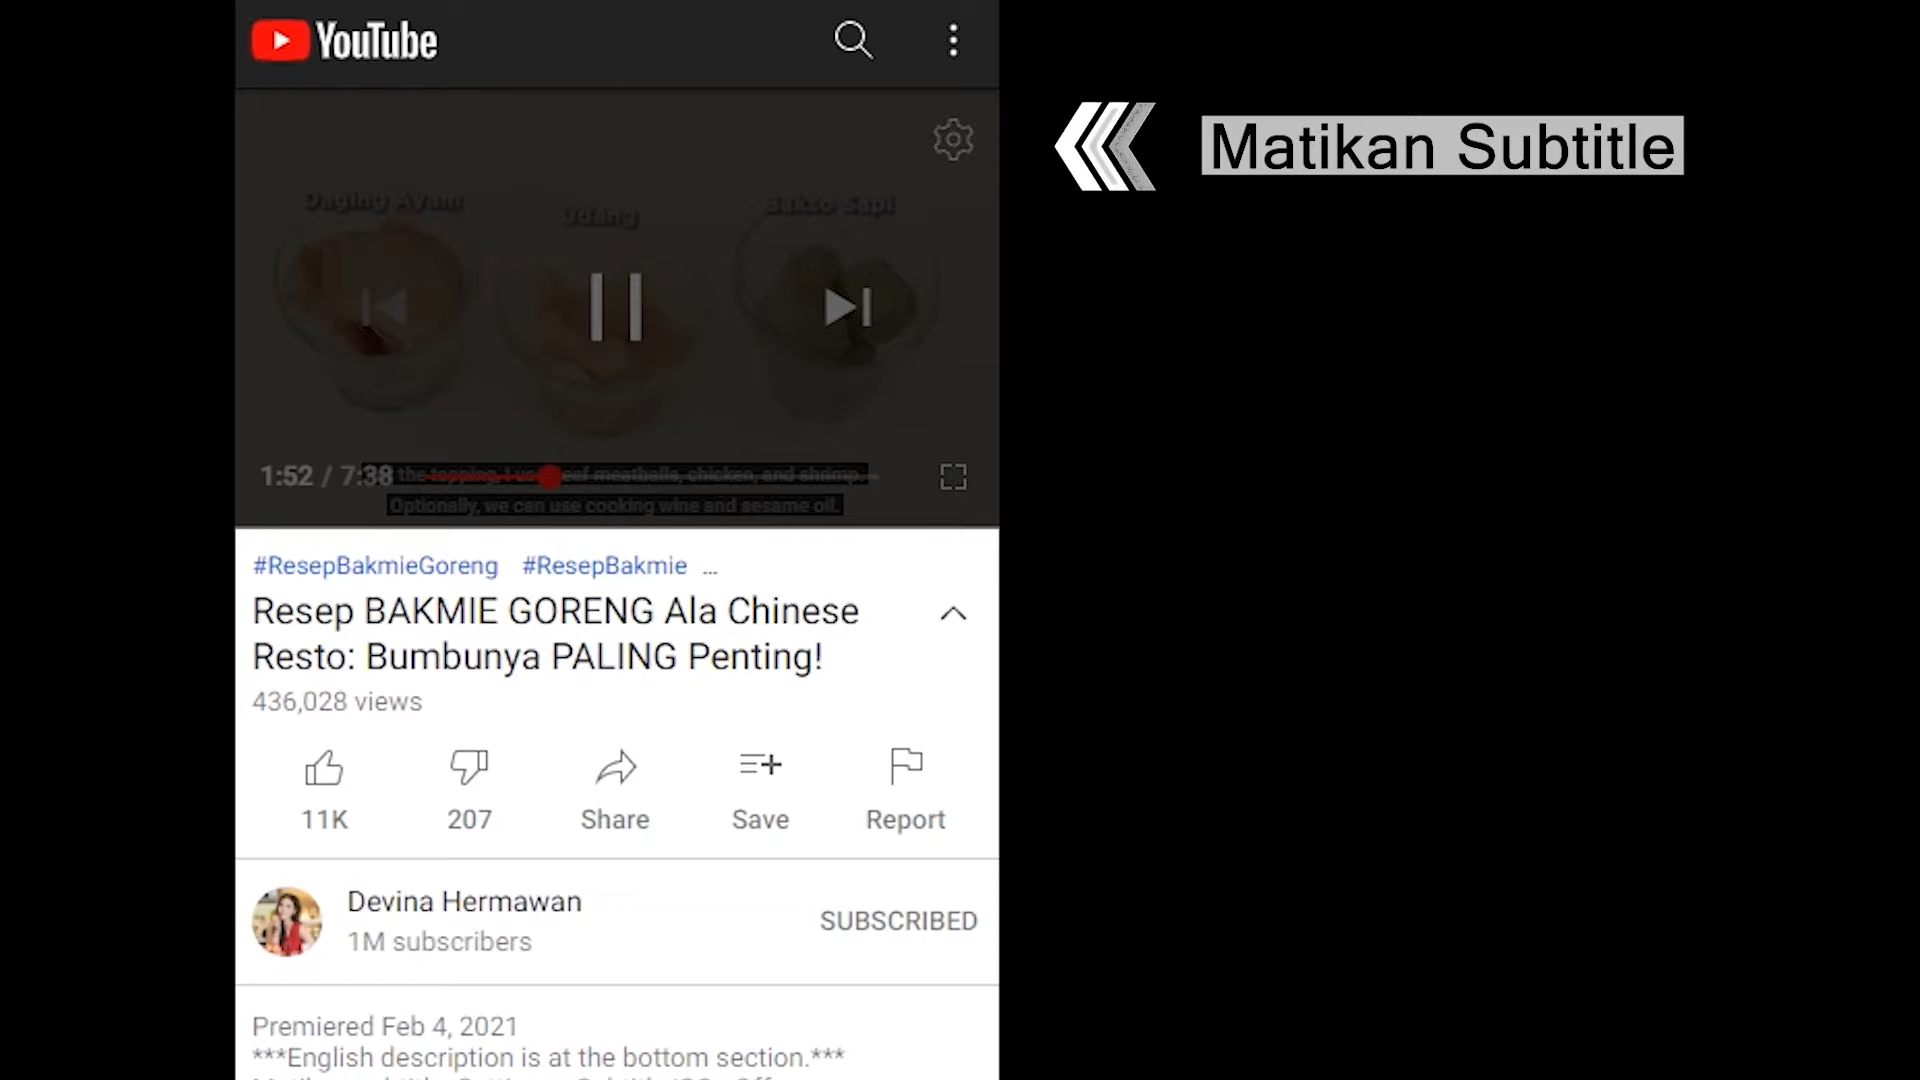 YouTube
Matikan Subtitle
Daging Ayam
Udang
Bakso Sapi
1:52 / 7:38
the topping, I use beef meatballs, chicken, and shrimp.
Optionally, we can use cooking wine and sesame oil.
#ResepBakmieGoreng #ResepBakmie ...
Resep BAKMIE GORENG Ala Chinese
Resto: Bumbunya PALING Penting!
436,028 views
11K
207
Share
Save
Report
Devina Hermawan
1M subscribers
SUBSCRIBED
Premiered Feb 4, 2021
***English description is at the bottom section.***